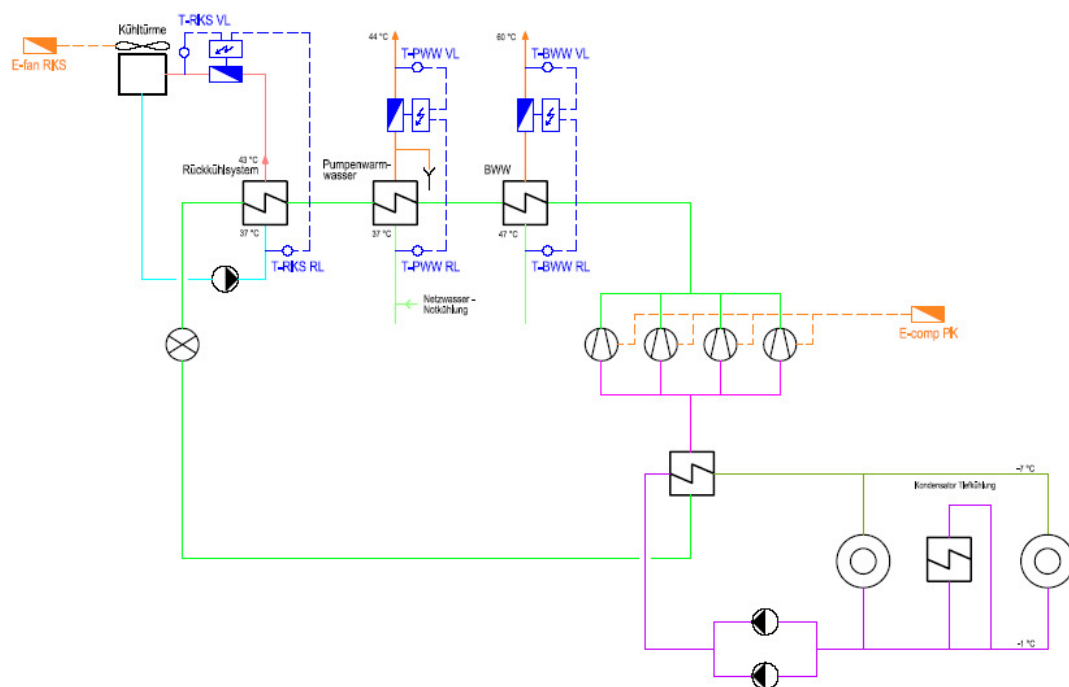 Kühltürme
T-RKS VL
E-fan RKS
44 °C
60 °C
T-PWW VL
T-BWW VL
43 °C
Rückkühlsystem
Pumpenwarm-
wasser
BWW
37 °C
37 °C
47 °C
T-RKS RL
T-PWW RL
T-BWW RL
Netzwasser -
Notkühlung
E-comp PK
-7 °C
Kondensator Tiefkühlung
-1 °C